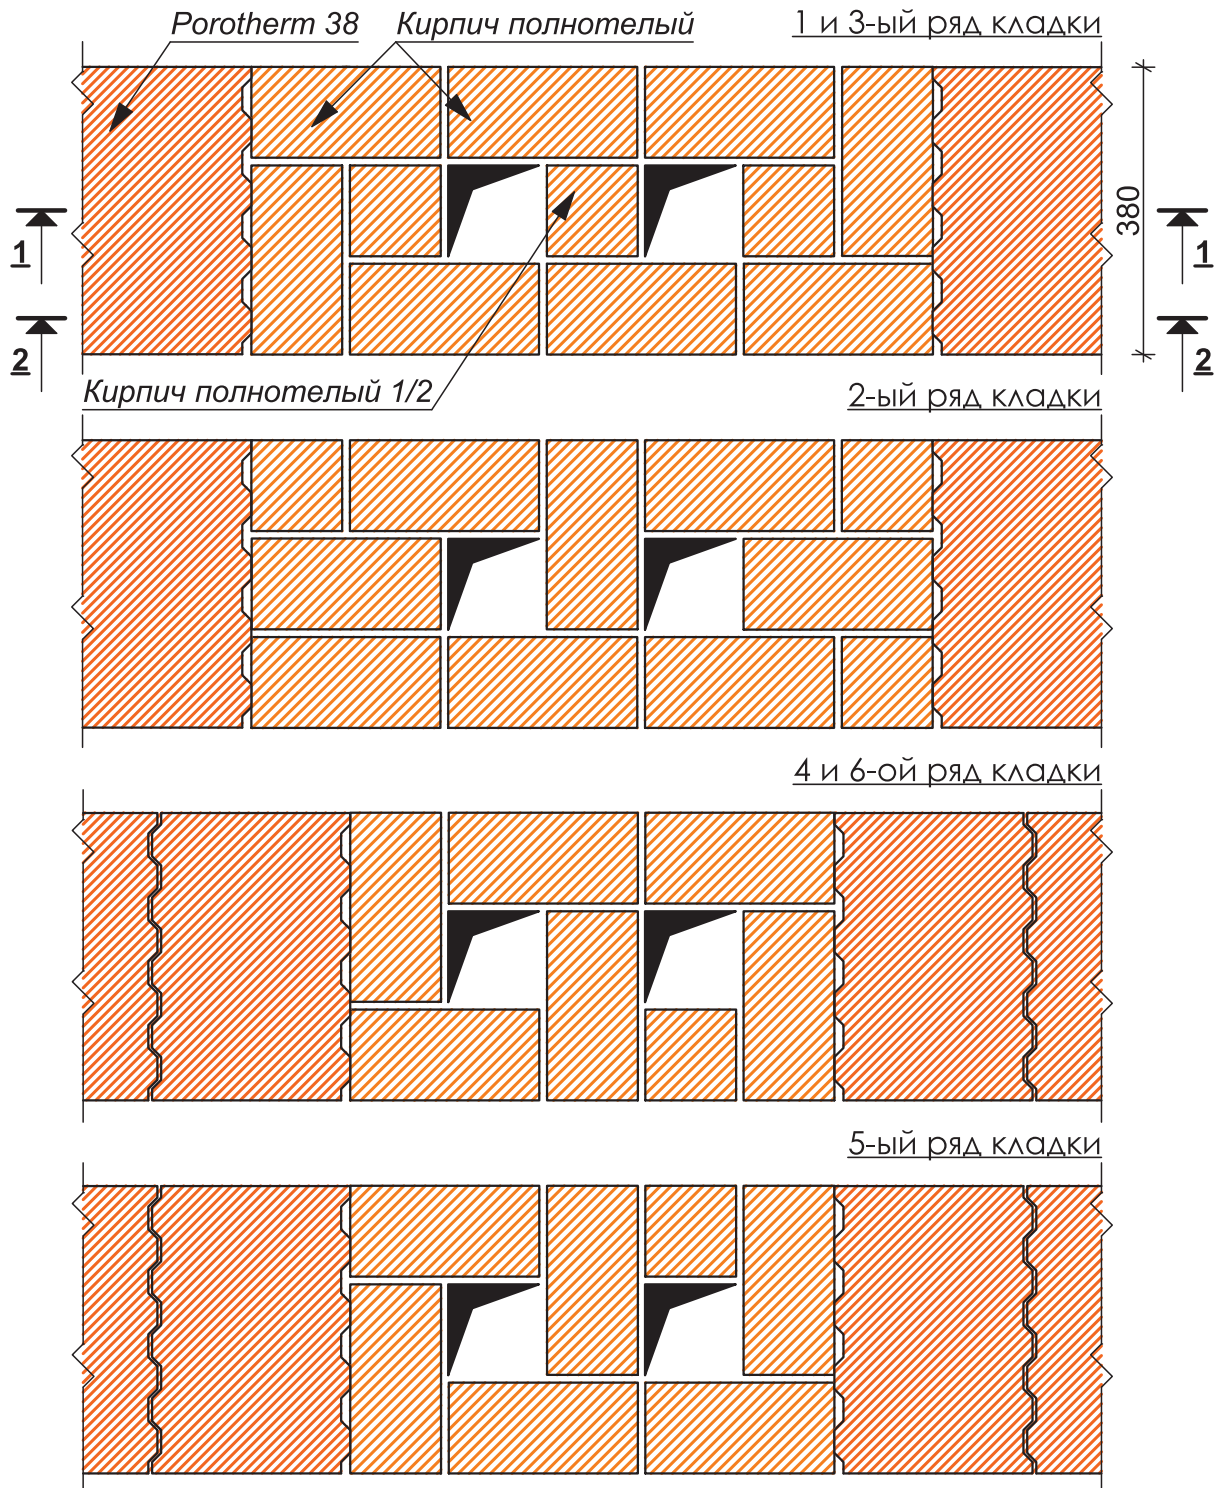 Porotherm 38
Кирпич полнотелый
1 и 3-ый ряд кладки
380
1
1
2
2
Кирпич полнотелый 1/2
2-ый ряд кладки
4 и 6-ой ряд кладки
5-ый ряд кладки